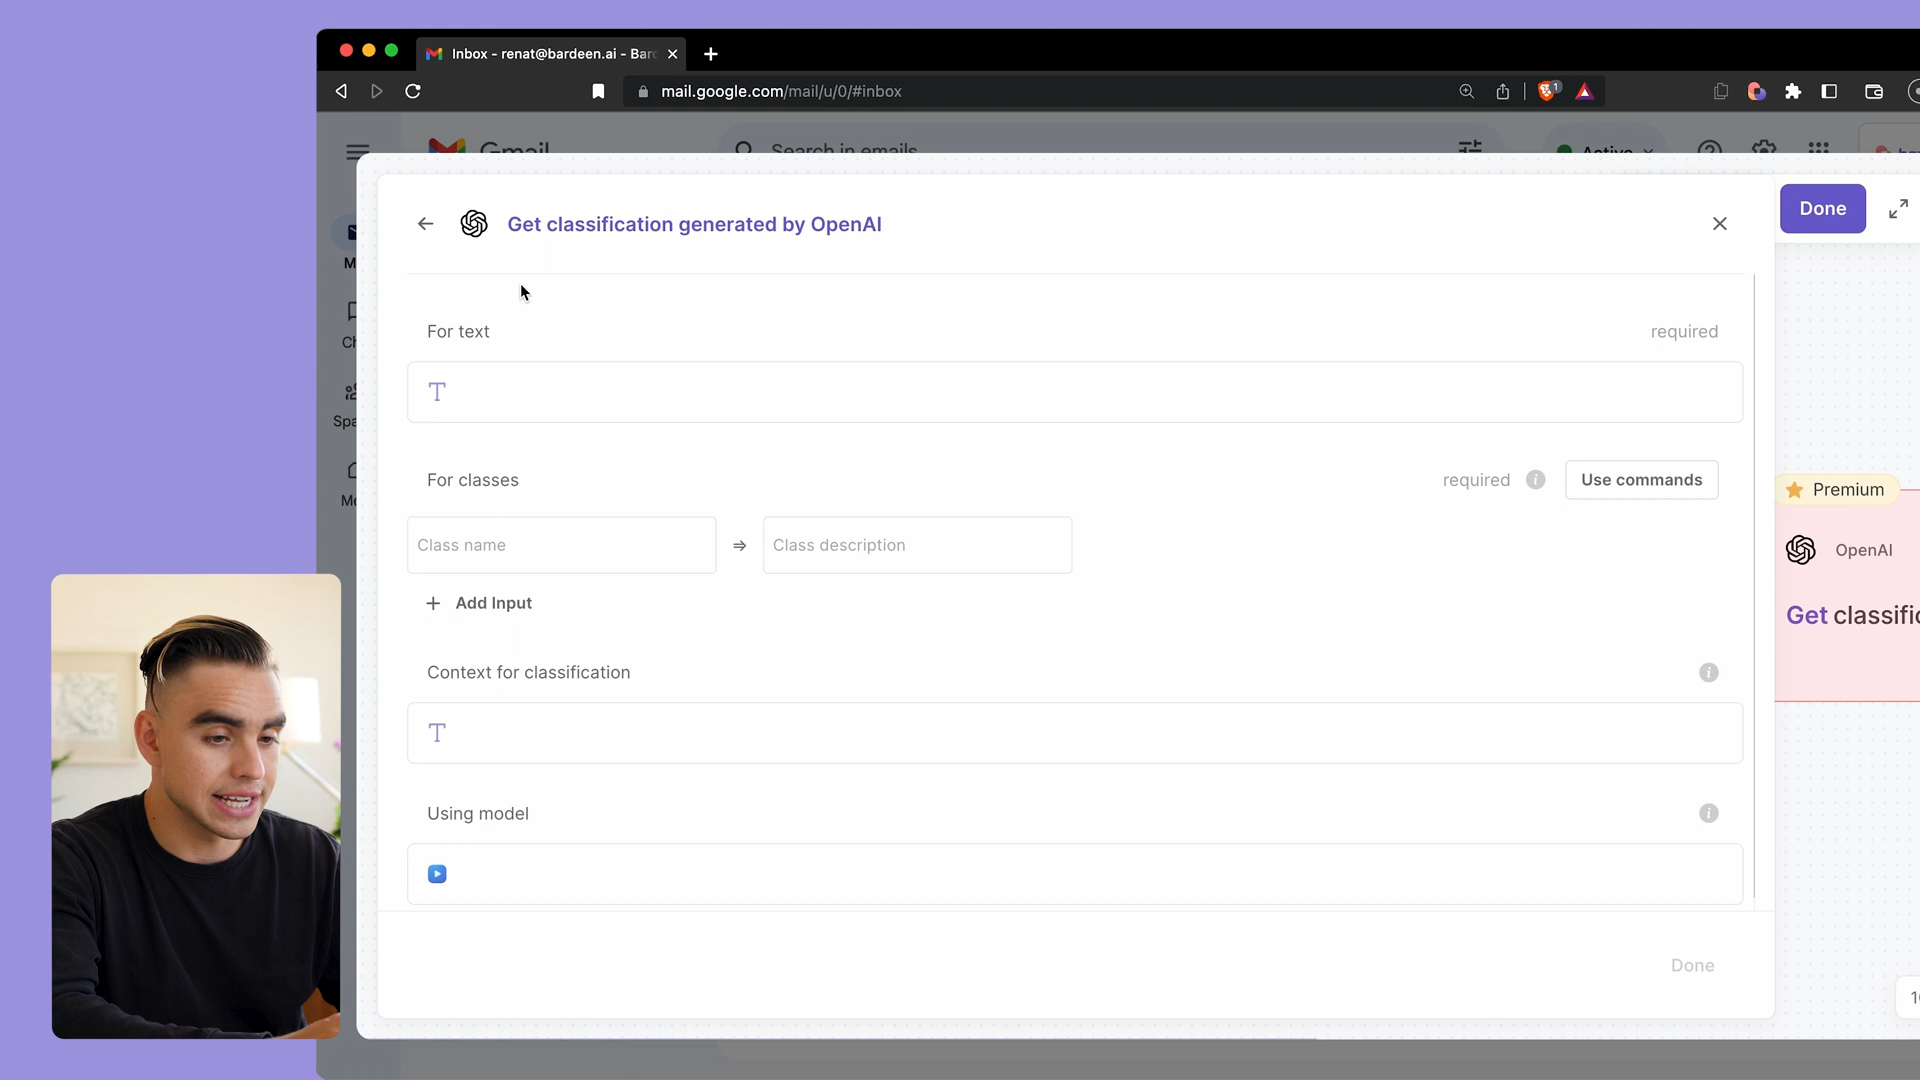 Inbox - renat@bardeen.ai - Bar
mail.google.com/mail/u/0/#inbox
Gmail
Search in emails
Active
Get classification generated by OpenAI
Done
For text
required
For classes
required
Use commands
Class name
⇒
Class description
+ Add Input
Context for classification
Using model
Done
Premium
OpenAI
Get classific